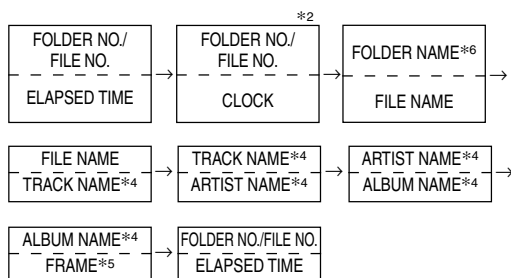 *2
FOLDER NO./
FILE NO.
ELAPSED TIME
FOLDER NO./
FILE NO.
CLOCK
FOLDER NAME*6
FILE NAME
FILE NAME
TRACK NAME*4
TRACK NAME*4
ARTIST NAME*4
ARTIST NAME*4
ALBUM NAME*4
ALBUM NAME*4
FRAME*5
FOLDER NO./FILE NO.
ELAPSED TIME